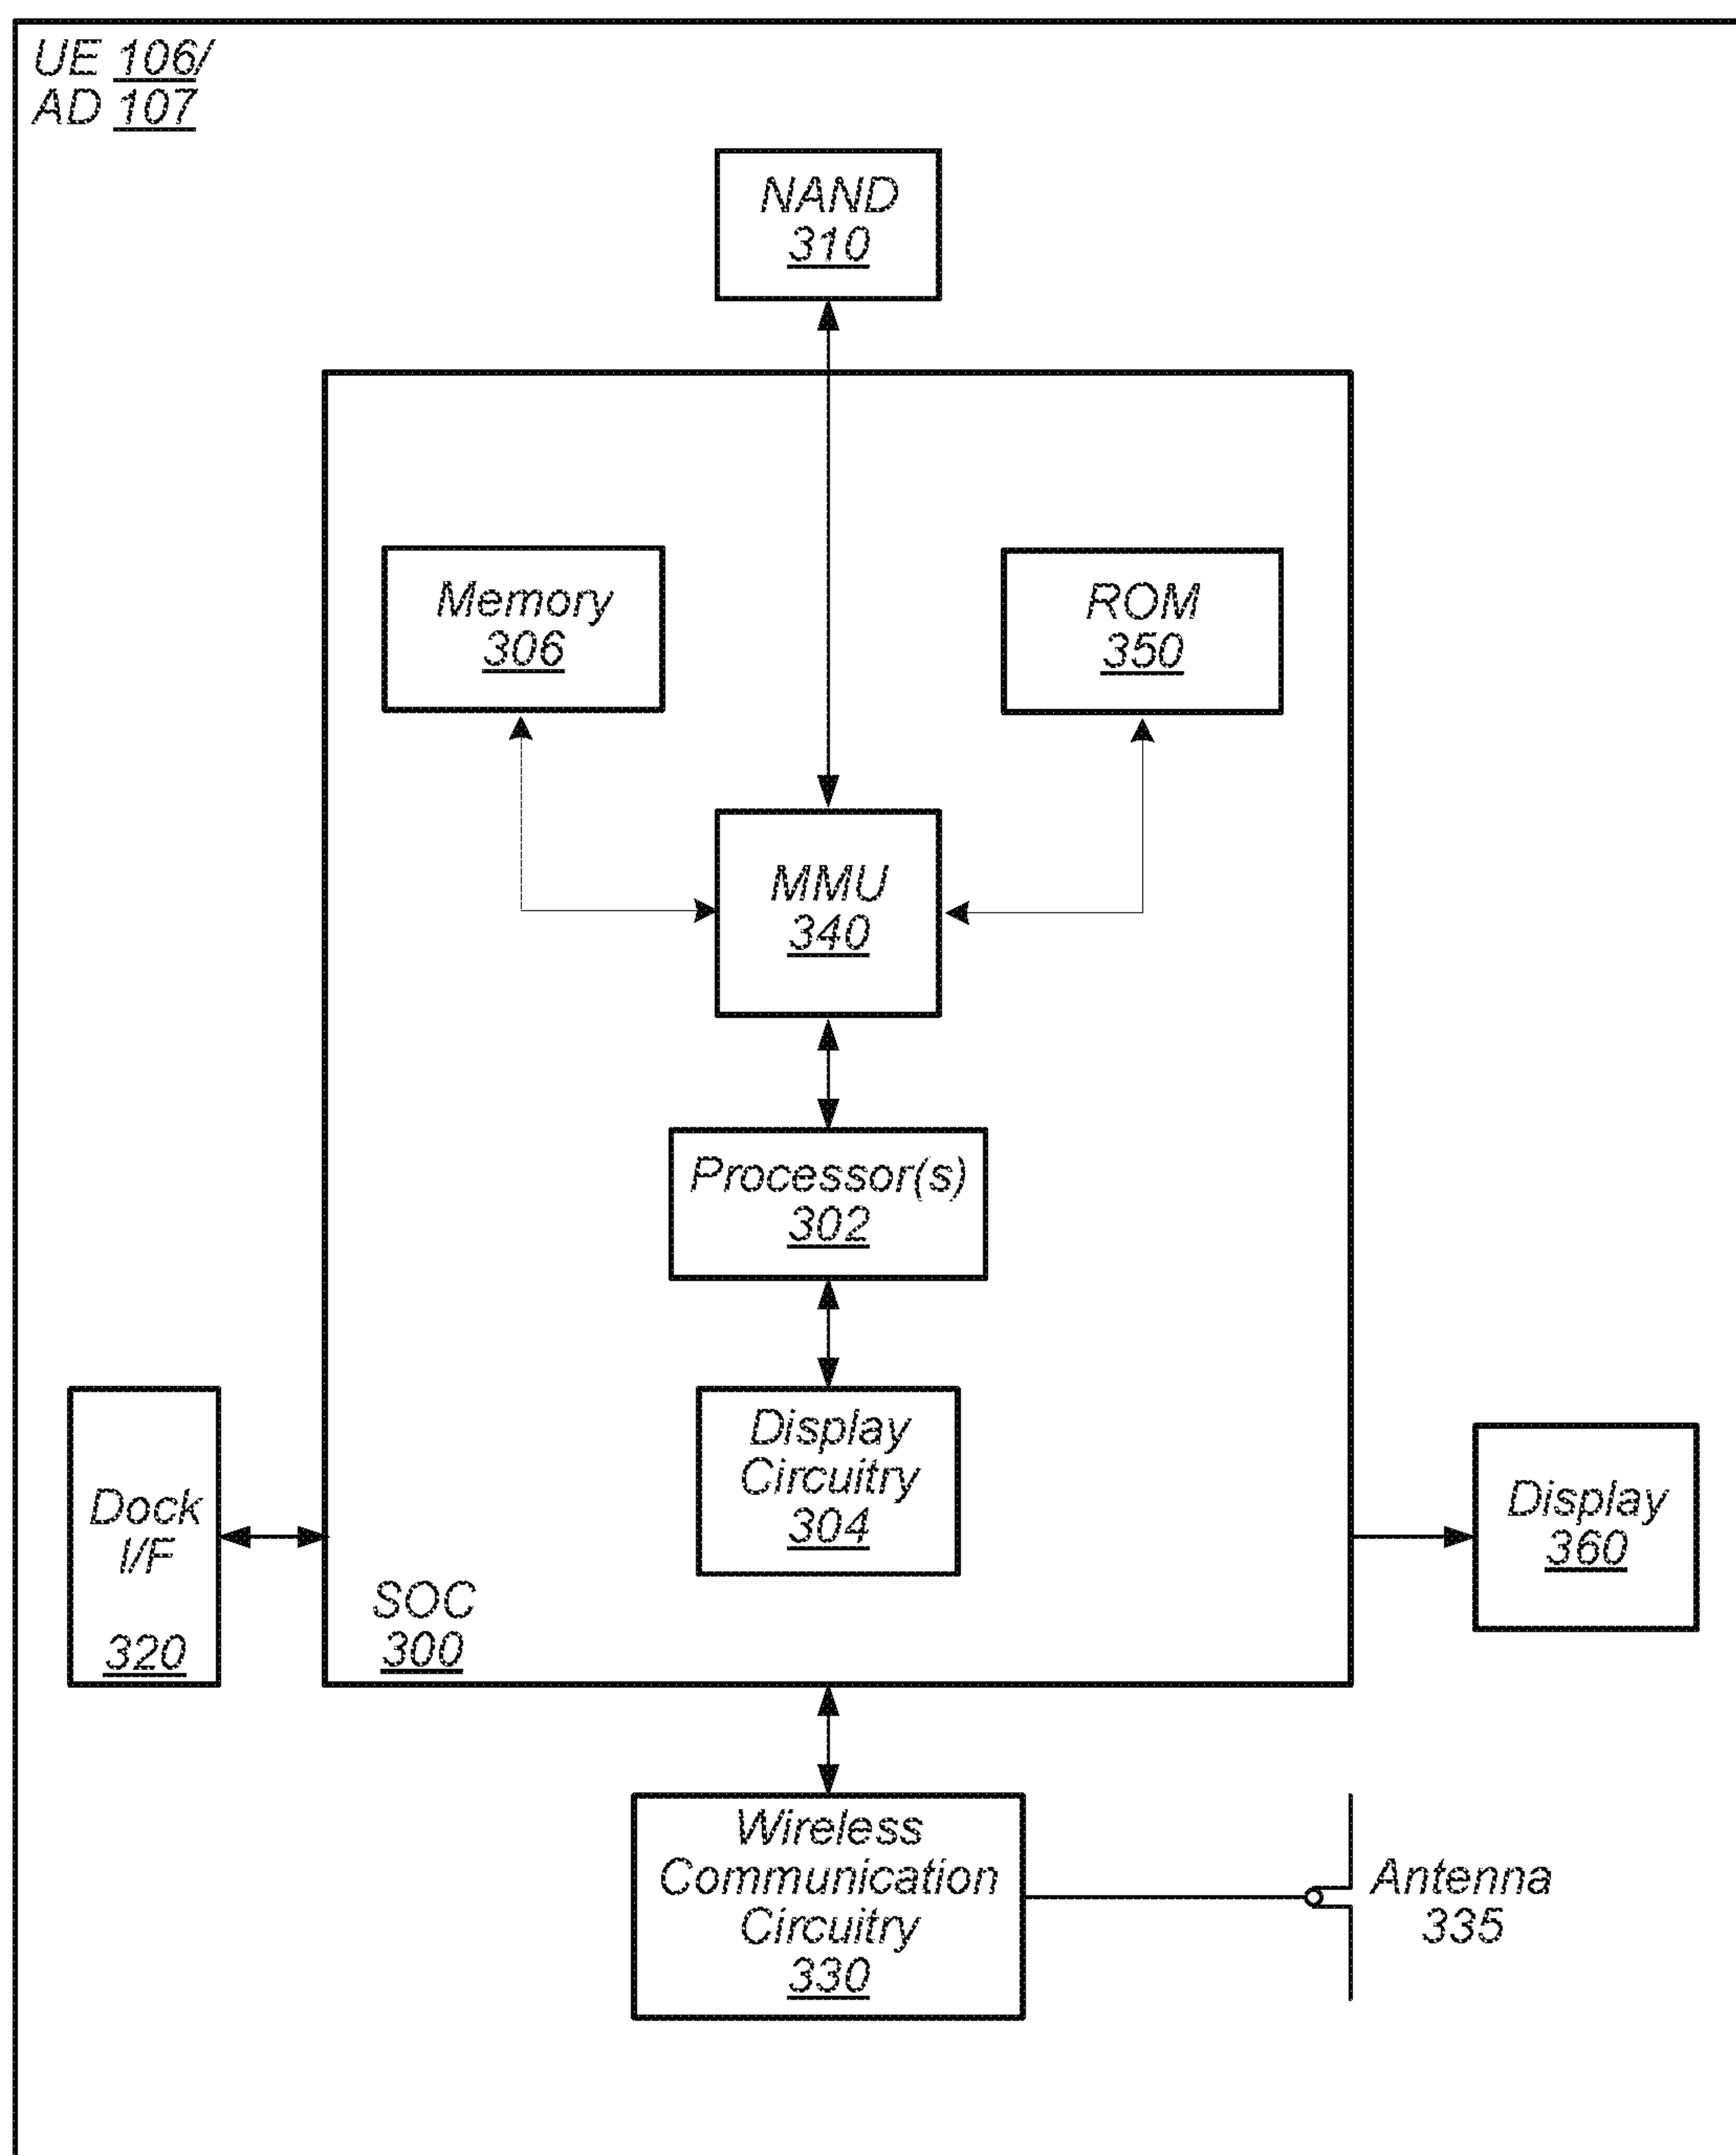 UE 106/
AD 107
NAND
310
Memory
306
ROM
350
MMU
340
Processor(s)
302
Display
Circuitry
304
Dock
I/F
320
SOC
300
Display
360
Wireless
Communication
Circuitry
330
Antenna
335